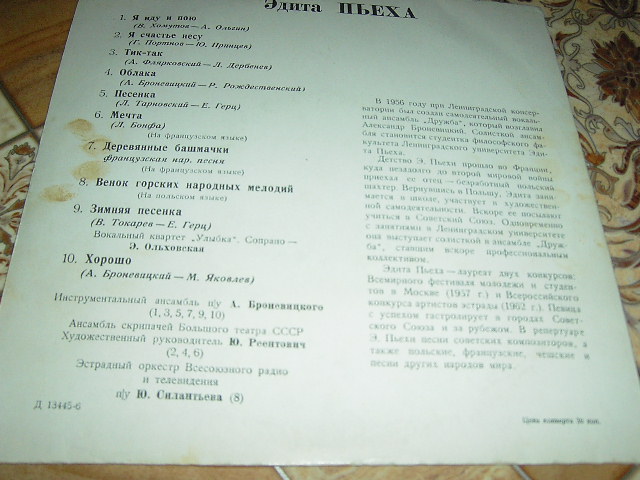 Эдита ПЬЕХА
1. Я иду и пою
(В. Хомутов—А. Ольгин)
2. Я счастье несу
(Г. Портнов—Ю. Принцев)
3. Тик-так
(А. Флярковский—Л. Дербенев)
4. Облака
(А. Броневицкий—Р. Рождественский)
5. Песенка
(Л. Тарновский—Е. Герц)
6. Мечта
(Л. Бонфа)
(На французском языке)
7. Деревянные башмачки
французская нар. песня
(На французском языке)
8. Венок горских народных мелодий
(На польском языке)
9. Зимняя песенка
(В. Токарев—Е. Герц)
Вокальный квартет „Улыбка“. Сопрано—
Э. Ольховская
10. Хорошо
(А. Броневицкий—М. Яковлев)
Инструментальный ансамбль п/у А. Броневицкого
(1, 3, 5, 7, 9, 10)
Ансамбль скрипачей Большого театра СССР
Художественный руководитель Ю. Реентович
(2, 4, 6)
Эстрадный оркестр Всесоюзного радио
и телевидения
п/у Ю. Силантьева (8)
Д 13445-6
В 1956 году при Ленинградской консер-
ватории был создан самодеятельный вокаль-
ный ансамбль „Дружба“, который возглавил
Александр Броневицкий. Солисткой ансам-
бля становится студентка философского фа-
культета Ленинградского университета Эди-
та Пьеха.
Детство Э. Пьехи прошло во Франции,
куда незадолго до второй мировой войны
приехал ее отец — безработный польский
шахтер. Вернувшись в Польшу, Эдита зани-
мается в школе, участвует в художествен-
ной самодеятельности. Вскоре ее посылают
учиться в Советский Союз. Одновременно
с занятиями в Ленинградском университете
она выступает солисткой в ансамбле „Друж-
ба“, ставшим вскоре профессиональным
коллективом.
Эдита Пьеха—лауреат двух конкурсов:
Всемирного фестиваля молодежи и студен-
тов в Москве (1957 г.) и Всероссийского
конкурса артистов эстрады (1962 г.). Певица
с успехом гастролирует в городах Совет-
ского Союза и за рубежом. В репертуаре
Э. Пьехи песни советских композиторов, а
также польские, французские, чешские и
песни других народов мира.
Цена конверта 26 коп.